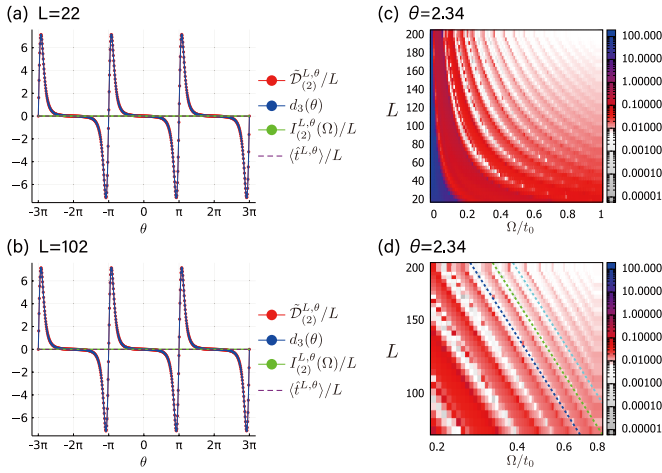 (a) L=22
6
4
2
0
−2
−4
−6
-3π -2π -π 0 π 2π 3π
θ
𝒟̃^{L,θ}_{(2)}/L
d₃(θ)
I^{L,θ}_{(2)}(Ω)/L
⟨t̂^{L,θ}⟩/L
(b) L=102
6
4
2
0
−2
−4
−6
-3π -2π -π 0 π 2π 3π
θ
𝒟̃^{L,θ}_{(2)}/L
d₃(θ)
I^{L,θ}_{(2)}(Ω)/L
⟨t̂^{L,θ}⟩/L
(c) θ=2.34
200
180
160
140
120
100
80
60
40
20
L
0 0.2 0.4 0.6 0.8 1
Ω/t₀
100.000
10.0000
1.00000
0.10000
0.01000
0.00100
0.00010
0.00001
(d) θ=2.34
200
150
100
L
0.2 0.4 0.6 0.8
Ω/t₀
100.000
10.0000
1.00000
0.10000
0.01000
0.00100
0.00010
0.00001